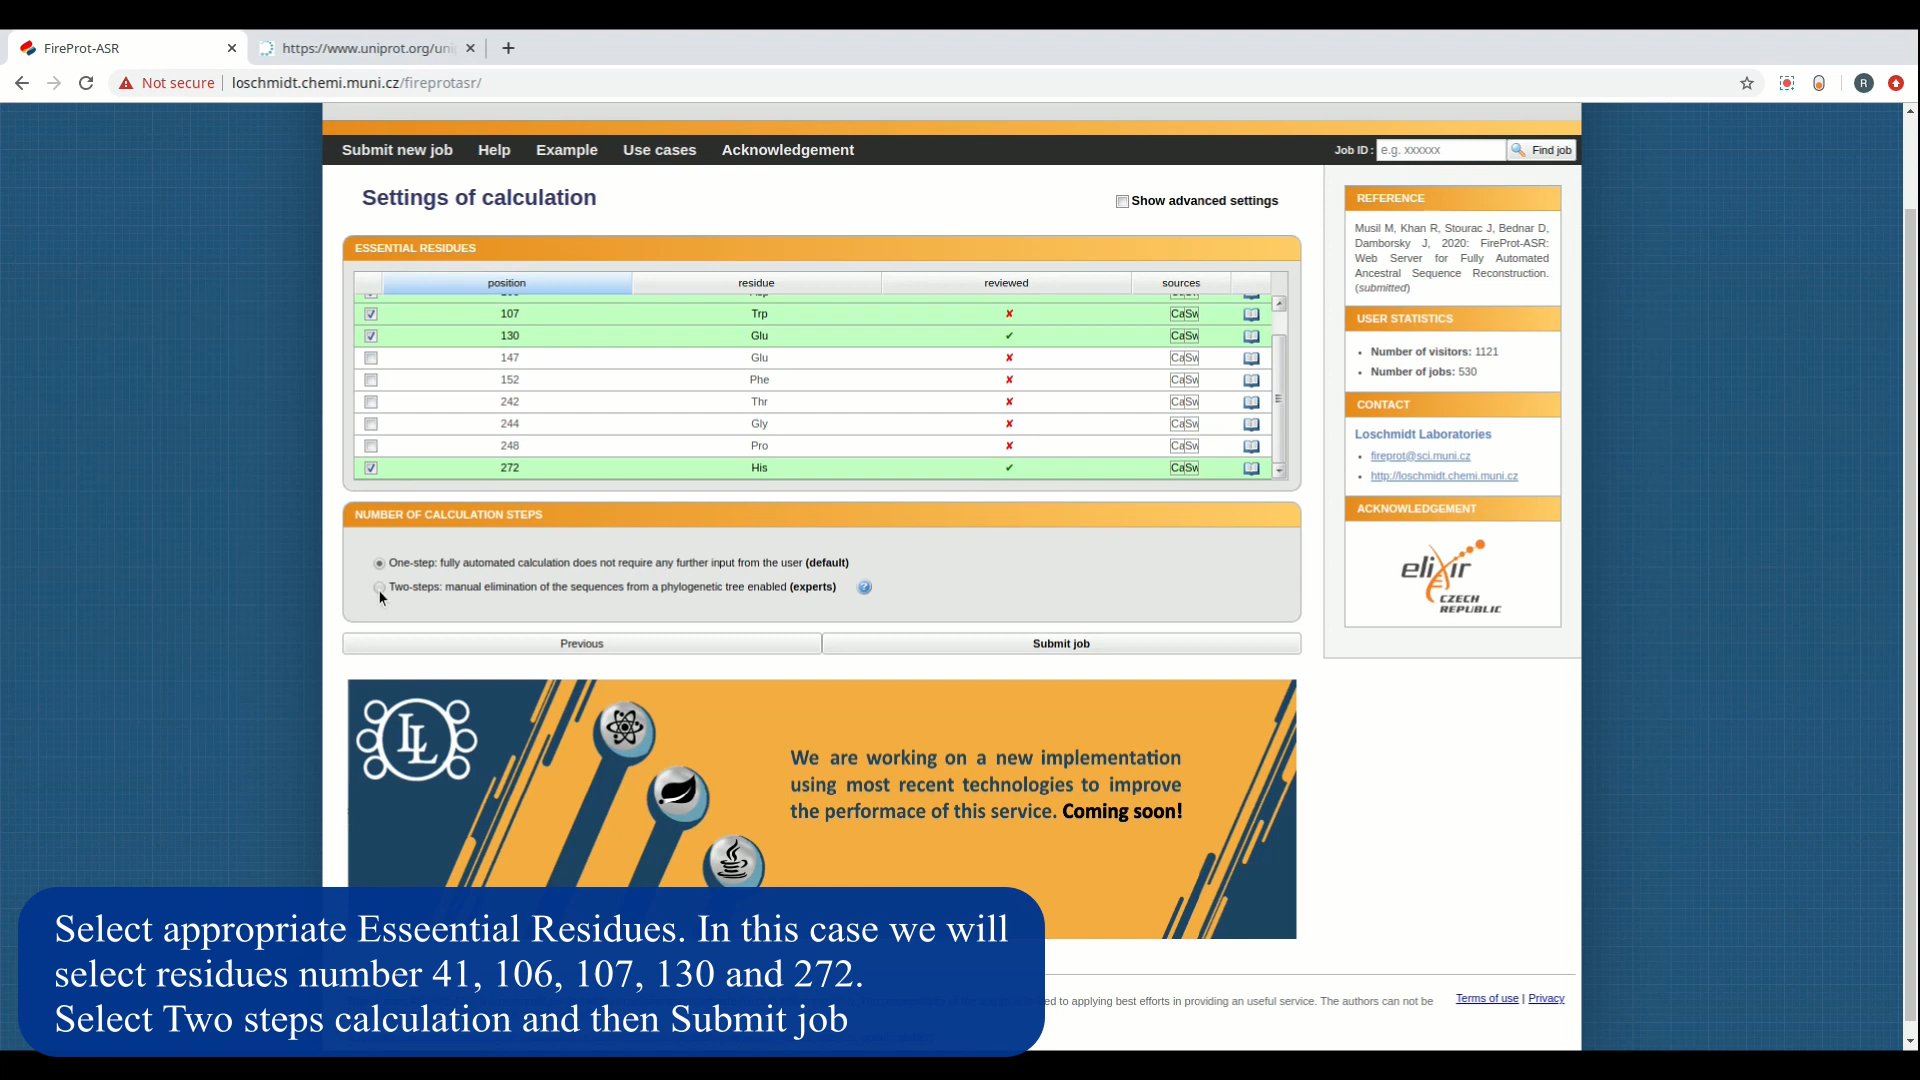 FireProt-ASR
https://www.uniprot.org/uni
Not secure loschmidt.chemi.muni.cz/fireprotasr/
R
Submit new job Help Example Use cases Acknowledgement
Job ID : e.g. xxxxxx Find job
Settings of calculation
Show advanced settings
ESSENTIAL RESIDUES
position residue reviewed sources
107 Trp ✘ CaSw
130 Glu ✔ CaSw
147 Glu ✘ CaSw
152 Phe ✘ CaSw
242 Thr ✘ CaSw
244 Gly ✘ CaSw
248 Pro ✘ CaSw
272 His ✔ CaSw
NUMBER OF CALCULATION STEPS
One-step: fully automated calculation does not require any further input from the user (default)
Two-steps: manual elimination of the sequences from a phylogenetic tree enabled (experts)
Previous
Submit job
REFERENCE
Musil M, Khan R, Stourac J, Bednar D,
Damborsky J, 2020: FireProt-ASR:
Web Server for Fully Automated
Ancestral Sequence Reconstruction.
(submitted)
USER STATISTICS
Number of visitors: 1121
Number of jobs: 530
CONTACT
Loschmidt Laboratories
fireprot@sci.muni.cz
http://loschmidt.chemi.muni.cz
ACKNOWLEDGEMENT
elixir
CZECH
REPUBLIC
LL
We are working on a new implementation
using most recent technologies to improve
the performace of this service. Coming soon!
Select appropriate Esseential Residues. In this case we will
select residues number 41, 106, 107, 130 and 272.
Select Two steps calculation and then Submit job
ed to applying best efforts in providing an useful service. The authors can not be
Terms of use | Privacy